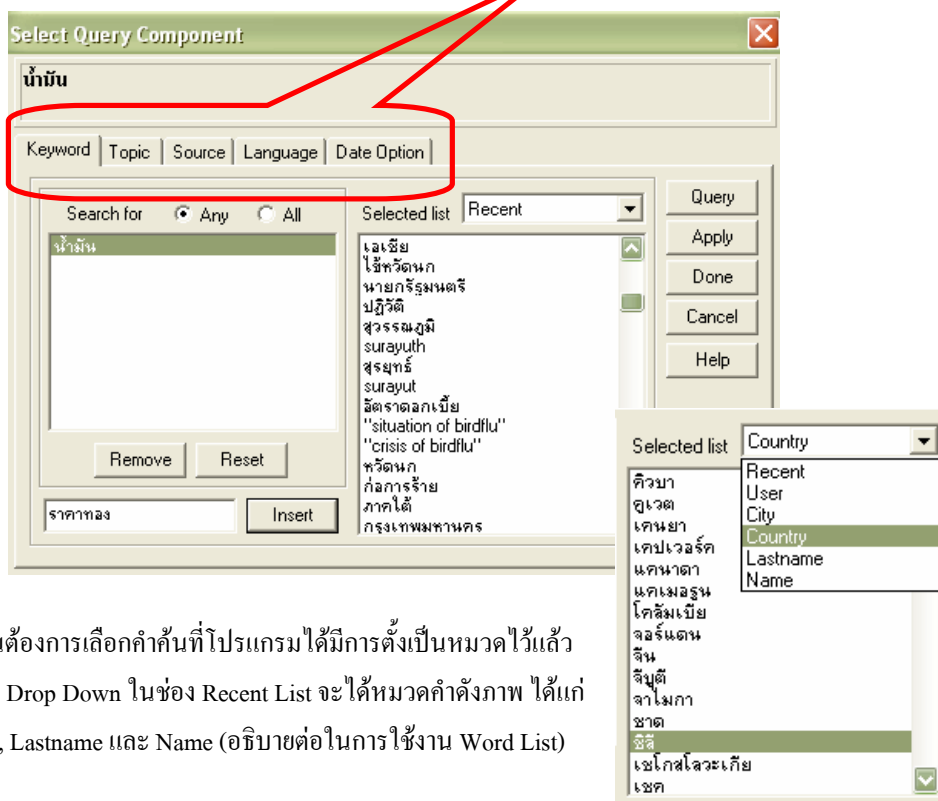 Select Query Component
น้ำมัน
Keyword Topic Source Language Date Option
Search for Any All
น้ำมัน
Remove Reset
ราคาทอง Insert
Selected list Recent
เอเชีย
ไข้หวัดนก
นายกรัฐมนตรี
ปฏิวัติ
สุวรรณภูมิ
surayuth
สุรยุทธ์
surayut
อัตราดอกเบี้ย
"situation of birdflu"
"crisis of birdflu"
หวัดนก
ก่อการร้าย
ภาคใต้
กรุงเทพมหานคร
Query
Apply
Done
Cancel
Help
Selected list Country
Recent
User
City
Country
Lastname
Name
คิวบา
คูเวต
เคนยา
เคปเวอร์ด
แคนาดา
แคเมอรูน
โคลัมเบีย
จอร์แดน
จีน
จีบูตี
จาไมกา
ชาด
ชิลี
เชโกสโลวะเกีย
เชค
ต้องการเลือกคำค้นที่โปรแกรมได้มีการตั้งเป็นหมวดไว้แล้ว
Drop Down ในช่อง Recent List จะได้หมวดคำดังภาพ ได้แก่
, Lastname และ Name (อธิบายต่อในการใช้งาน Word List)